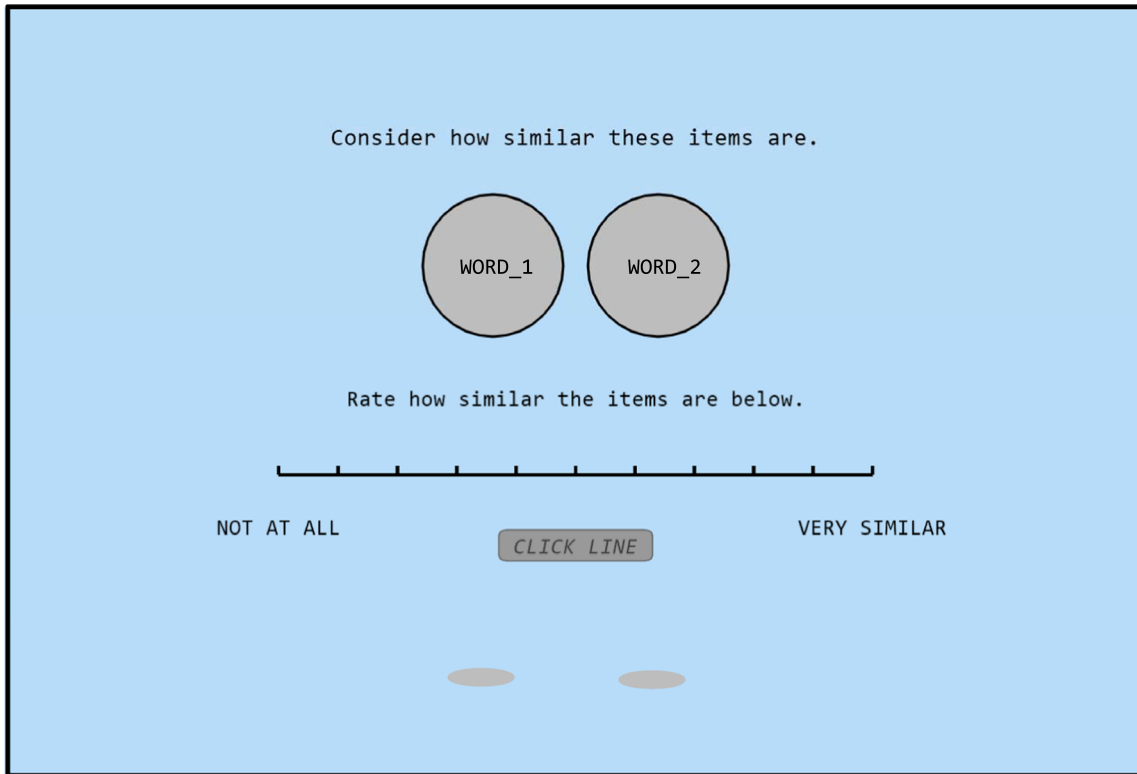 Consider how similar these items are.
WORD_1 WORD_2
Rate how similar the items are below.
NOT AT ALL VERY SIMILAR
CLICK LINE